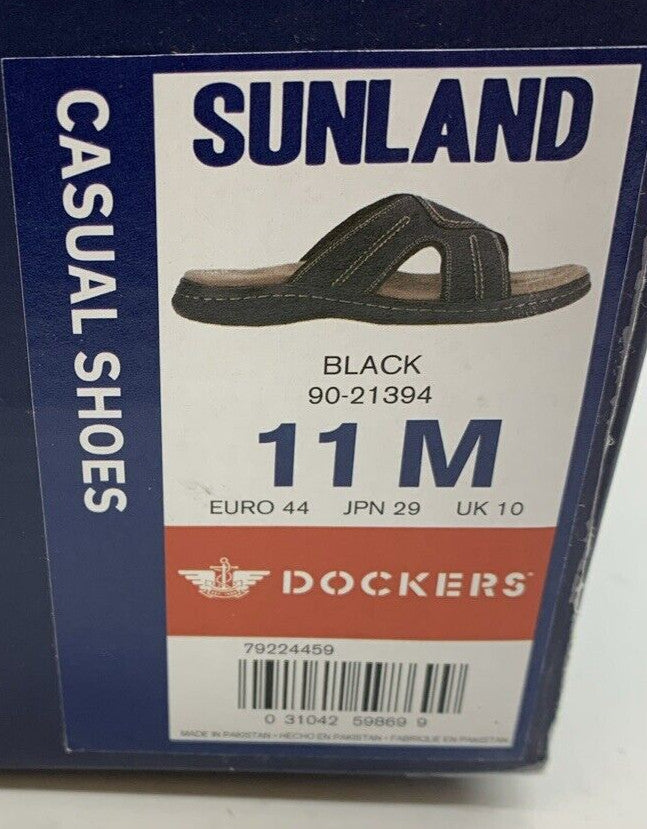 CASUAL SHOES
SUNLAND
BLACK
90-21394
11 M
EURO 44 JPN 29 UK 10
DOCKERS
79224459
0 31042 59869 9
MADE IN PAKISTAN • HECHO EN PAKISTAN • FABRIQUE EN PAKISTAN